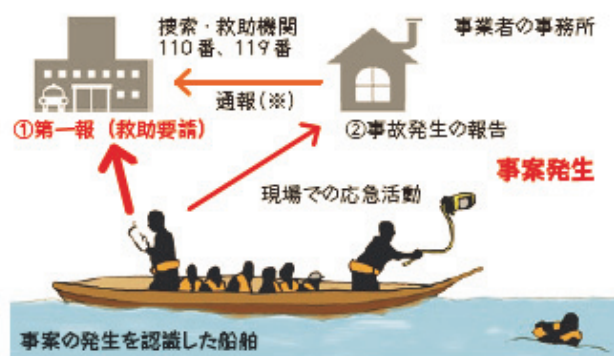 捜索・救助機関
110番、119番
事業者の事務所
通報(※)
①第一報（救助要請）
②事故発生の報告
事案発生
現場での応急活動
事案の発生を認識した船舶